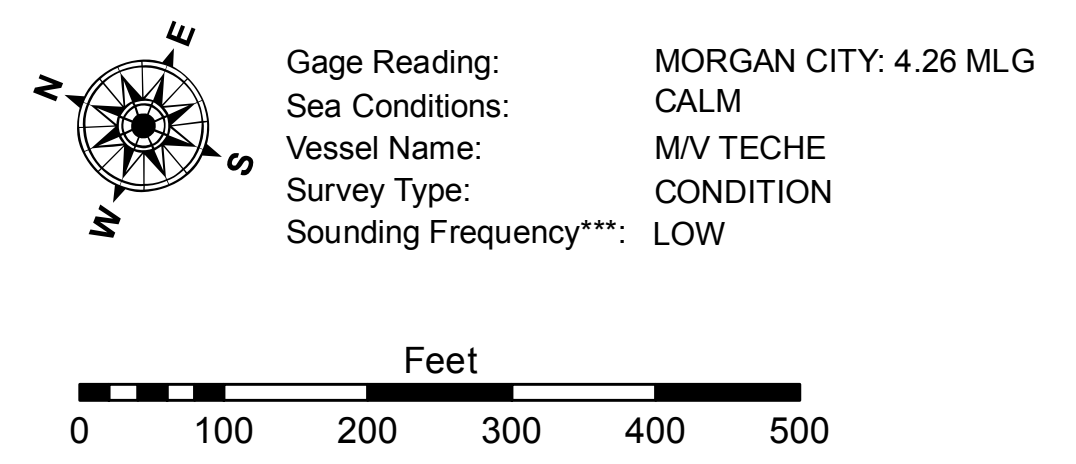 N
E
S
W
Gage Reading: MORGAN CITY: 4.26 MLG
Sea Conditions: CALM
Vessel Name: M/V TECHE
Survey Type: CONDITION
Sounding Frequency***: LOW
Feet
0 100 200 300 400 500